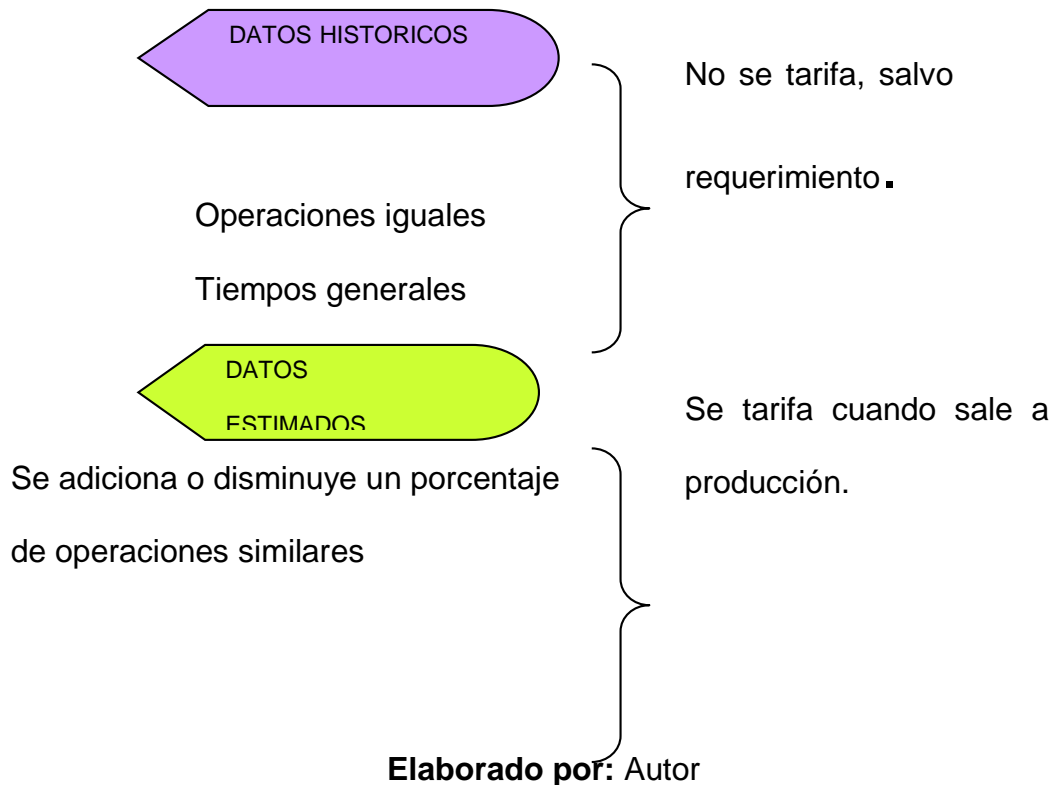 DATOS HISTORICOS
No se tarifa, salvo
requerimiento.
Operaciones iguales
Tiempos generales
DATOS
ESTIMADOS
Se tarifa cuando sale a
producción.
Se adiciona o disminuye un porcentaje
de operaciones similares
Elaborado por: Autor